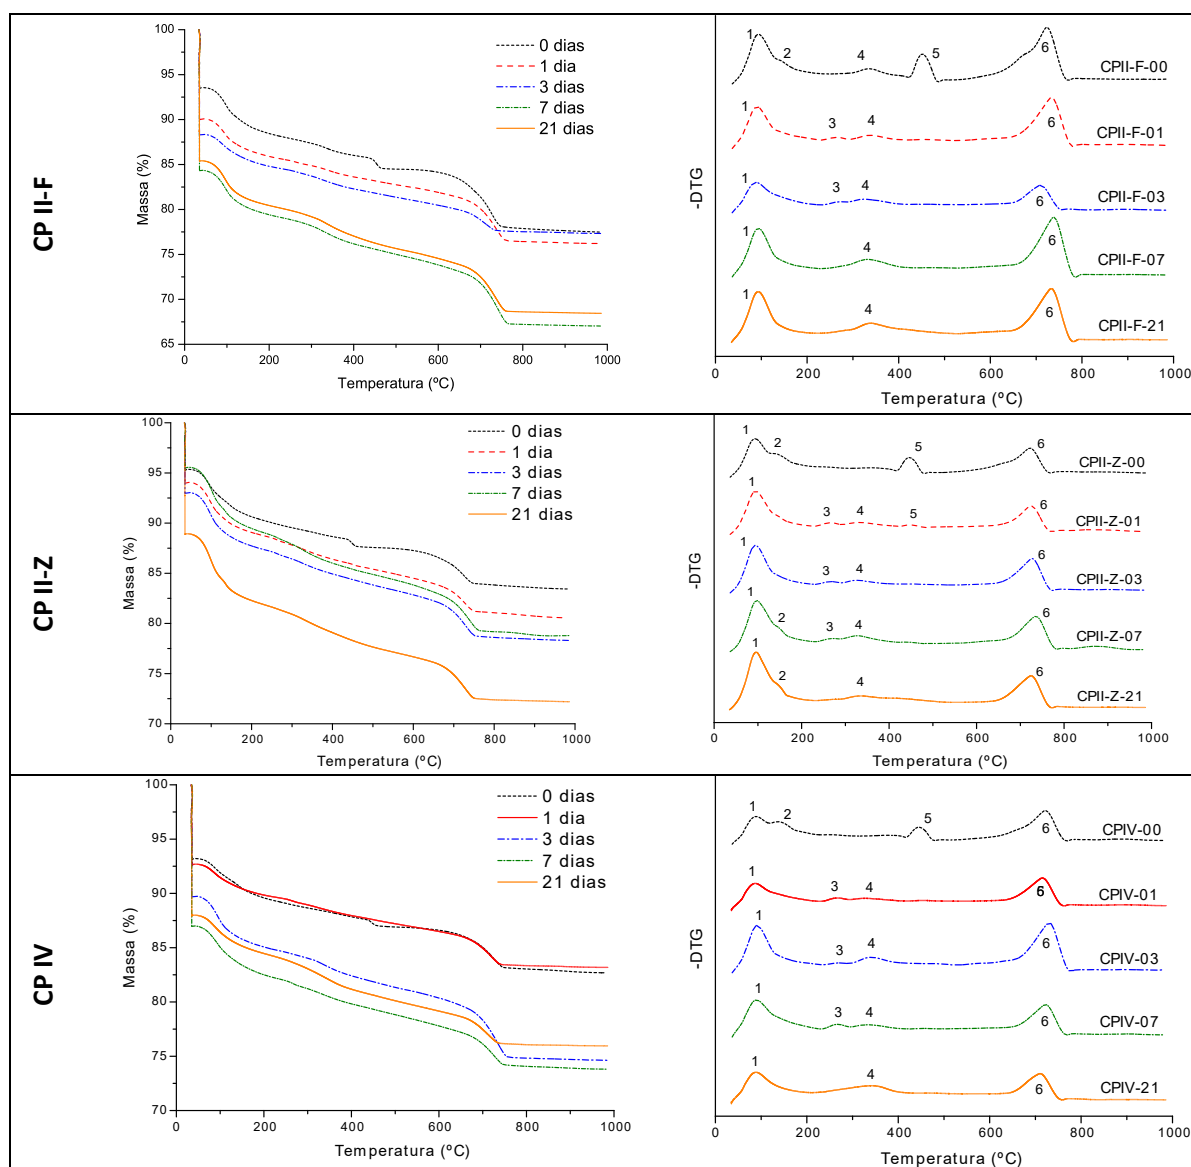 CP II-F
Massa (%)
100
95
90
85
80
75
70
65
0 200 400 600 800 1000
Temperatura (ºC)
0 dias
1 dia
3 dias
7 dias
21 dias
-DTG
1 2 4 5 6 CPII-F-00
1 3 4 6 CPII-F-01
1 3 4 6 CPII-F-03
1 4 6 CPII-F-07
1 4 6 CPII-F-21
0 200 400 600 800 1000
Temperatura (ºC)
CP II-Z
Massa (%)
100
95
90
85
80
75
70
0 200 400 600 800 1000
Temperatura (ºC)
0 dias
1 dia
3 dias
7 dias
21 dias
-DTG
1 2 5 6 CPII-Z-00
1 3 4 5 6 CPII-Z-01
1 3 4 6 CPII-Z-03
1 2 3 4 6 CPII-Z-07
1 2 4 6 CPII-Z-21
0 200 400 600 800 1000
Temperatura (ºC)
CP IV
Massa (%)
100
95
90
85
80
75
70
0 200 400 600 800 1000
Temperatura (ºC)
0 dias
1 dia
3 dias
7 dias
21 dias
-DTG
1 2 5 6 CPIV-00
1 3 4 6 CPIV-01
1 3 4 6 CPIV-03
1 3 4 6 CPIV-07
1 4 6 CPIV-21
0 200 400 600 800 1000
Temperatura (ºC)